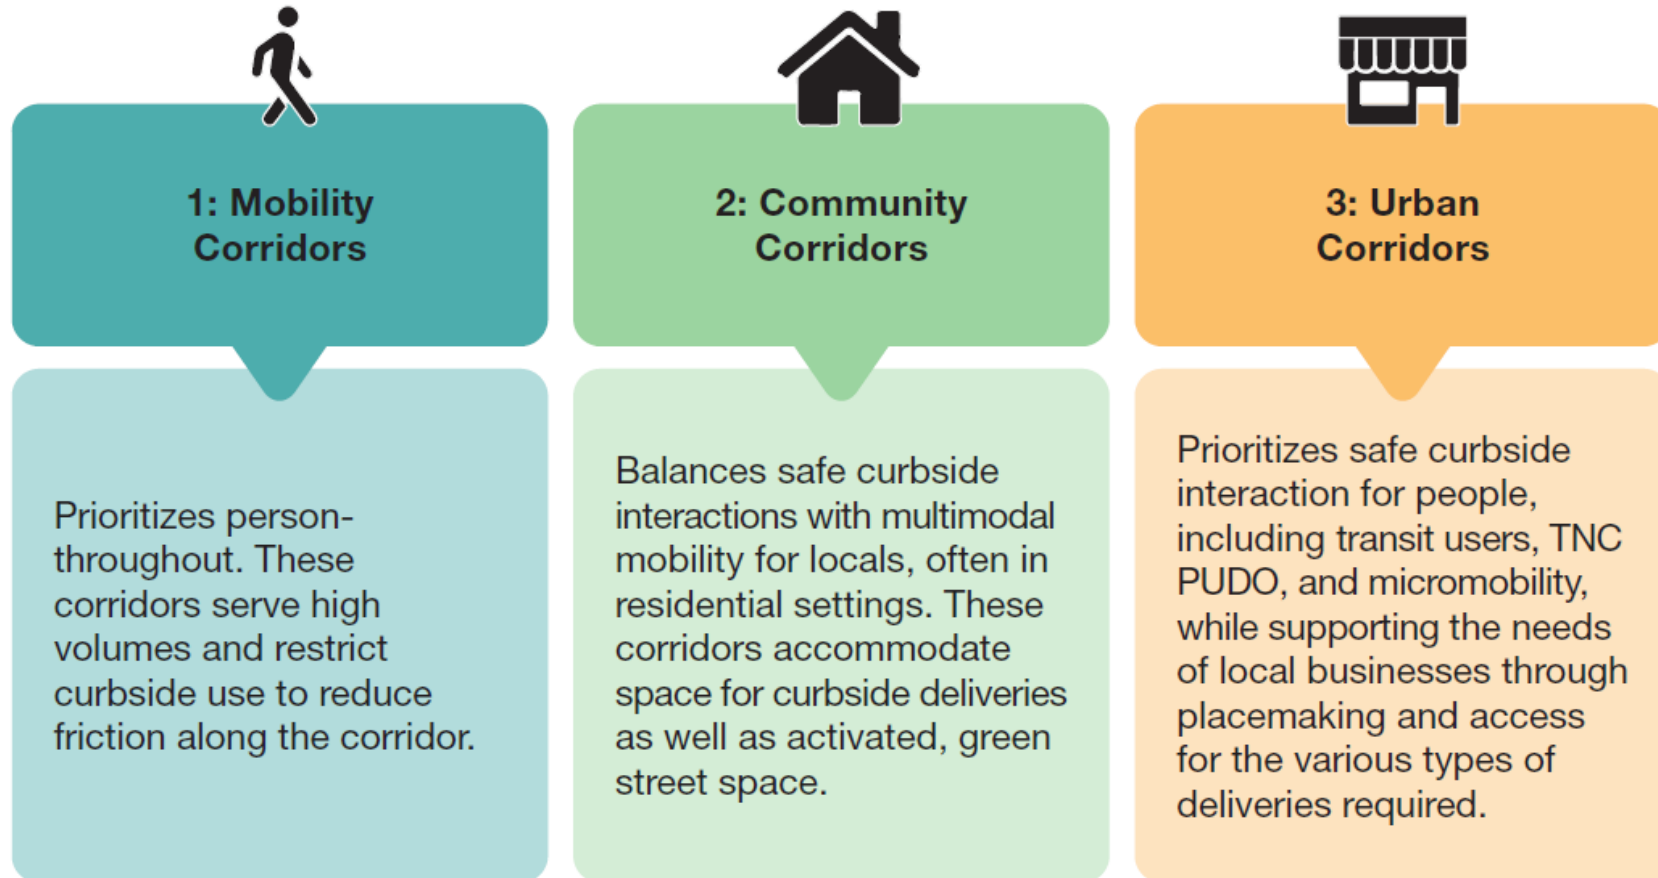 1: Mobility
Corridors
Prioritizes person-
throughout. These
corridors serve high
volumes and restrict
curbside use to reduce
friction along the corridor.
2: Community
Corridors
Balances safe curbside
interactions with multimodal
mobility for locals, often in
residential settings. These
corridors accommodate
space for curbside deliveries
as well as activated, green
street space.
3: Urban
Corridors
Prioritizes safe curbside
interaction for people,
including transit users, TNC
PUDO, and micromobility,
while supporting the needs
of local businesses through
placemaking and access
for the various types of
deliveries required.